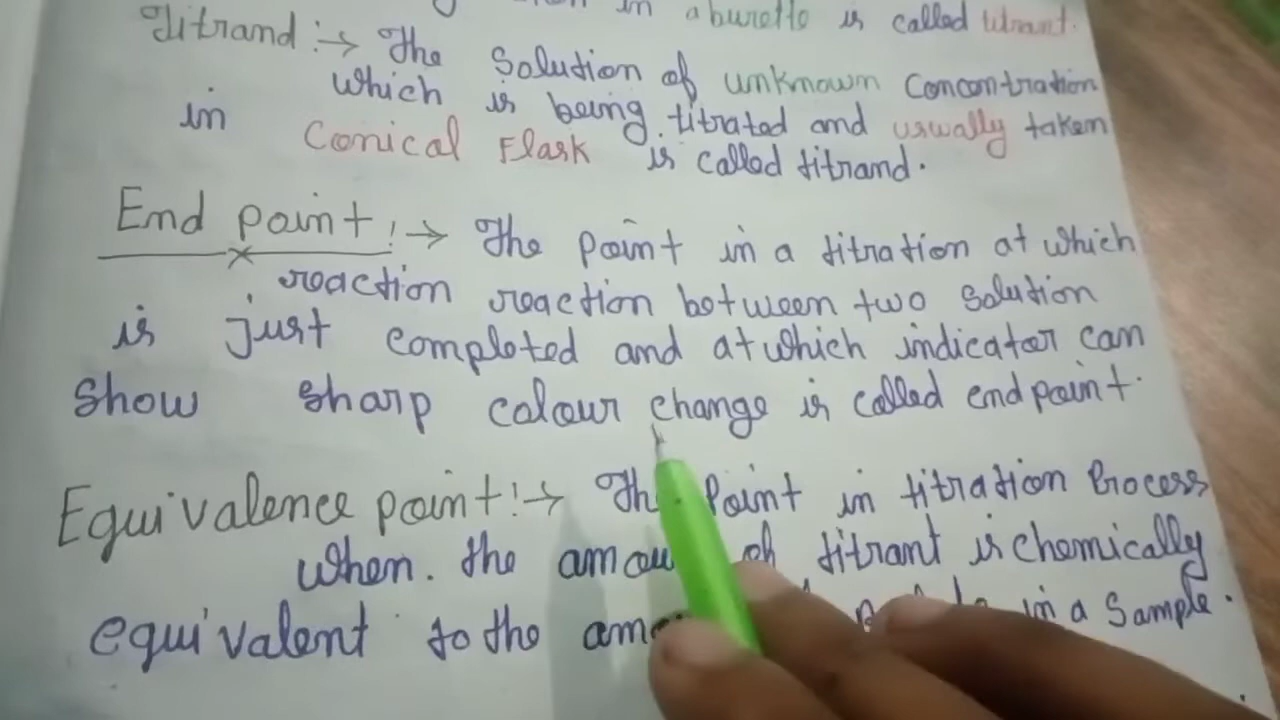 in a burette is called titrant.
Titrand :→ The Solution of unknown Concentration
which is being titrated and usually taken
in Conical Flask is called titrand.
End point :→ The point in a titration at which
reaction reaction between two solution
is just completed and at which indicator can
show sharp colour change is called end point.
Equivalence point :→ The Point in titration Process
when. the amou of titrant is chemically
equivalent to the amo in a Sample.